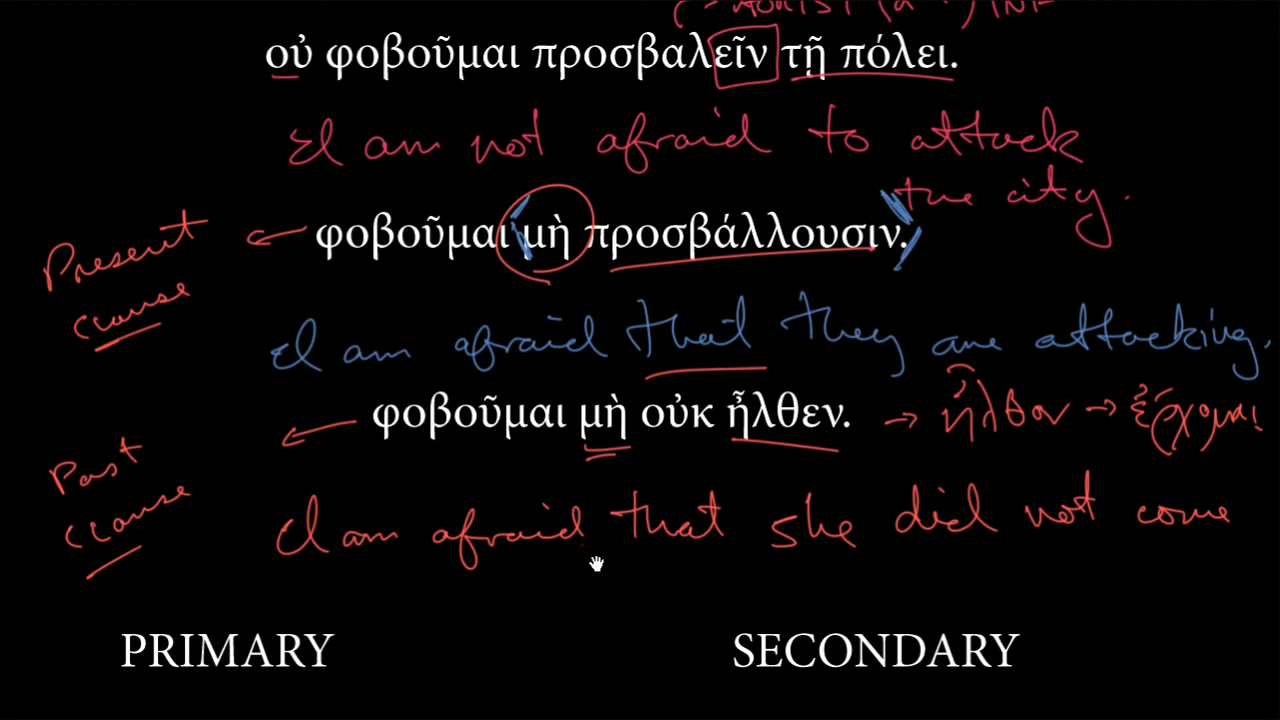 AORIST (α-) INF
οὐ φοβοῦμαι προσβαλεῖν τῇ πόλει.
I am not afraid to attack
the city.
φοβοῦμαι μὴ προσβάλλουσιν.
Present
clause
I am afraid that they are attacking.
φοβοῦμαι μὴ οὐκ ἦλθεν. → ἦλθον → ἔρχομαι
Past
clause
I am afraid that she did not come
PRIMARY SECONDARY